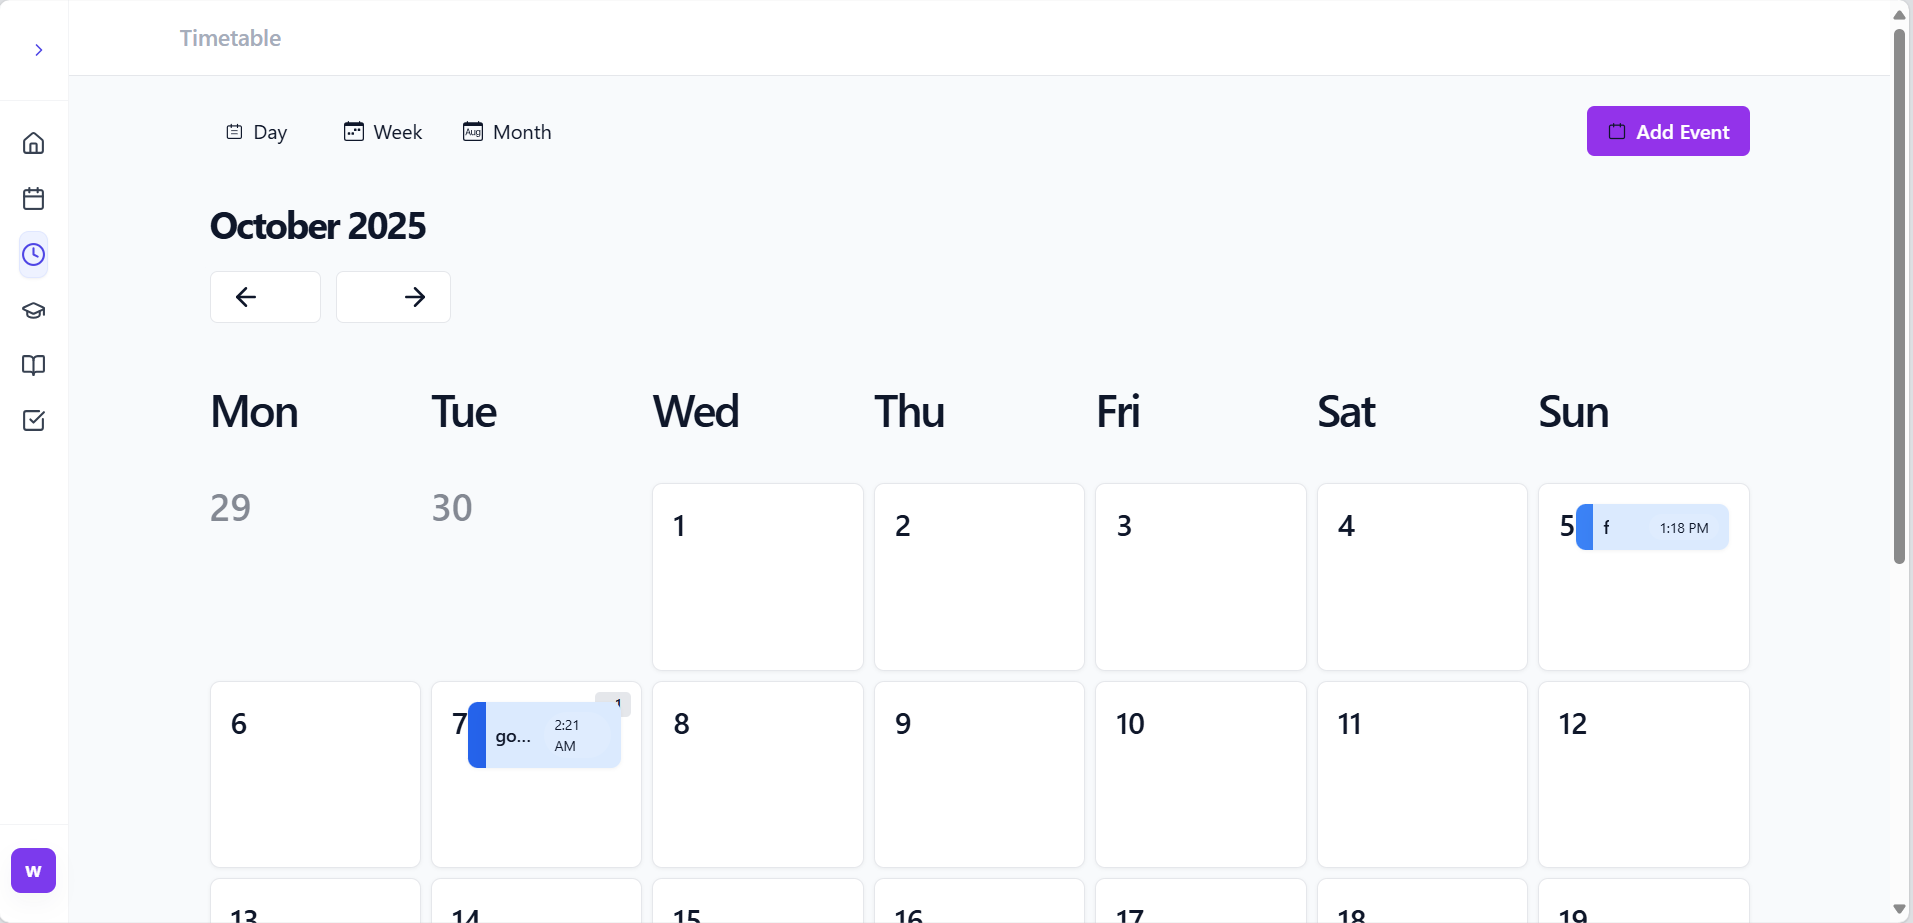 Timetable
Day Week Aug Month
Add Event
October 2025
Mon Tue Wed Thu Fri Sat Sun
29 30 1 2 3 4 5 f 1:18 PM
6 7 go... 2:21 AM 1 8 9 10 11 12
13 14 15 16 17 18 19
w